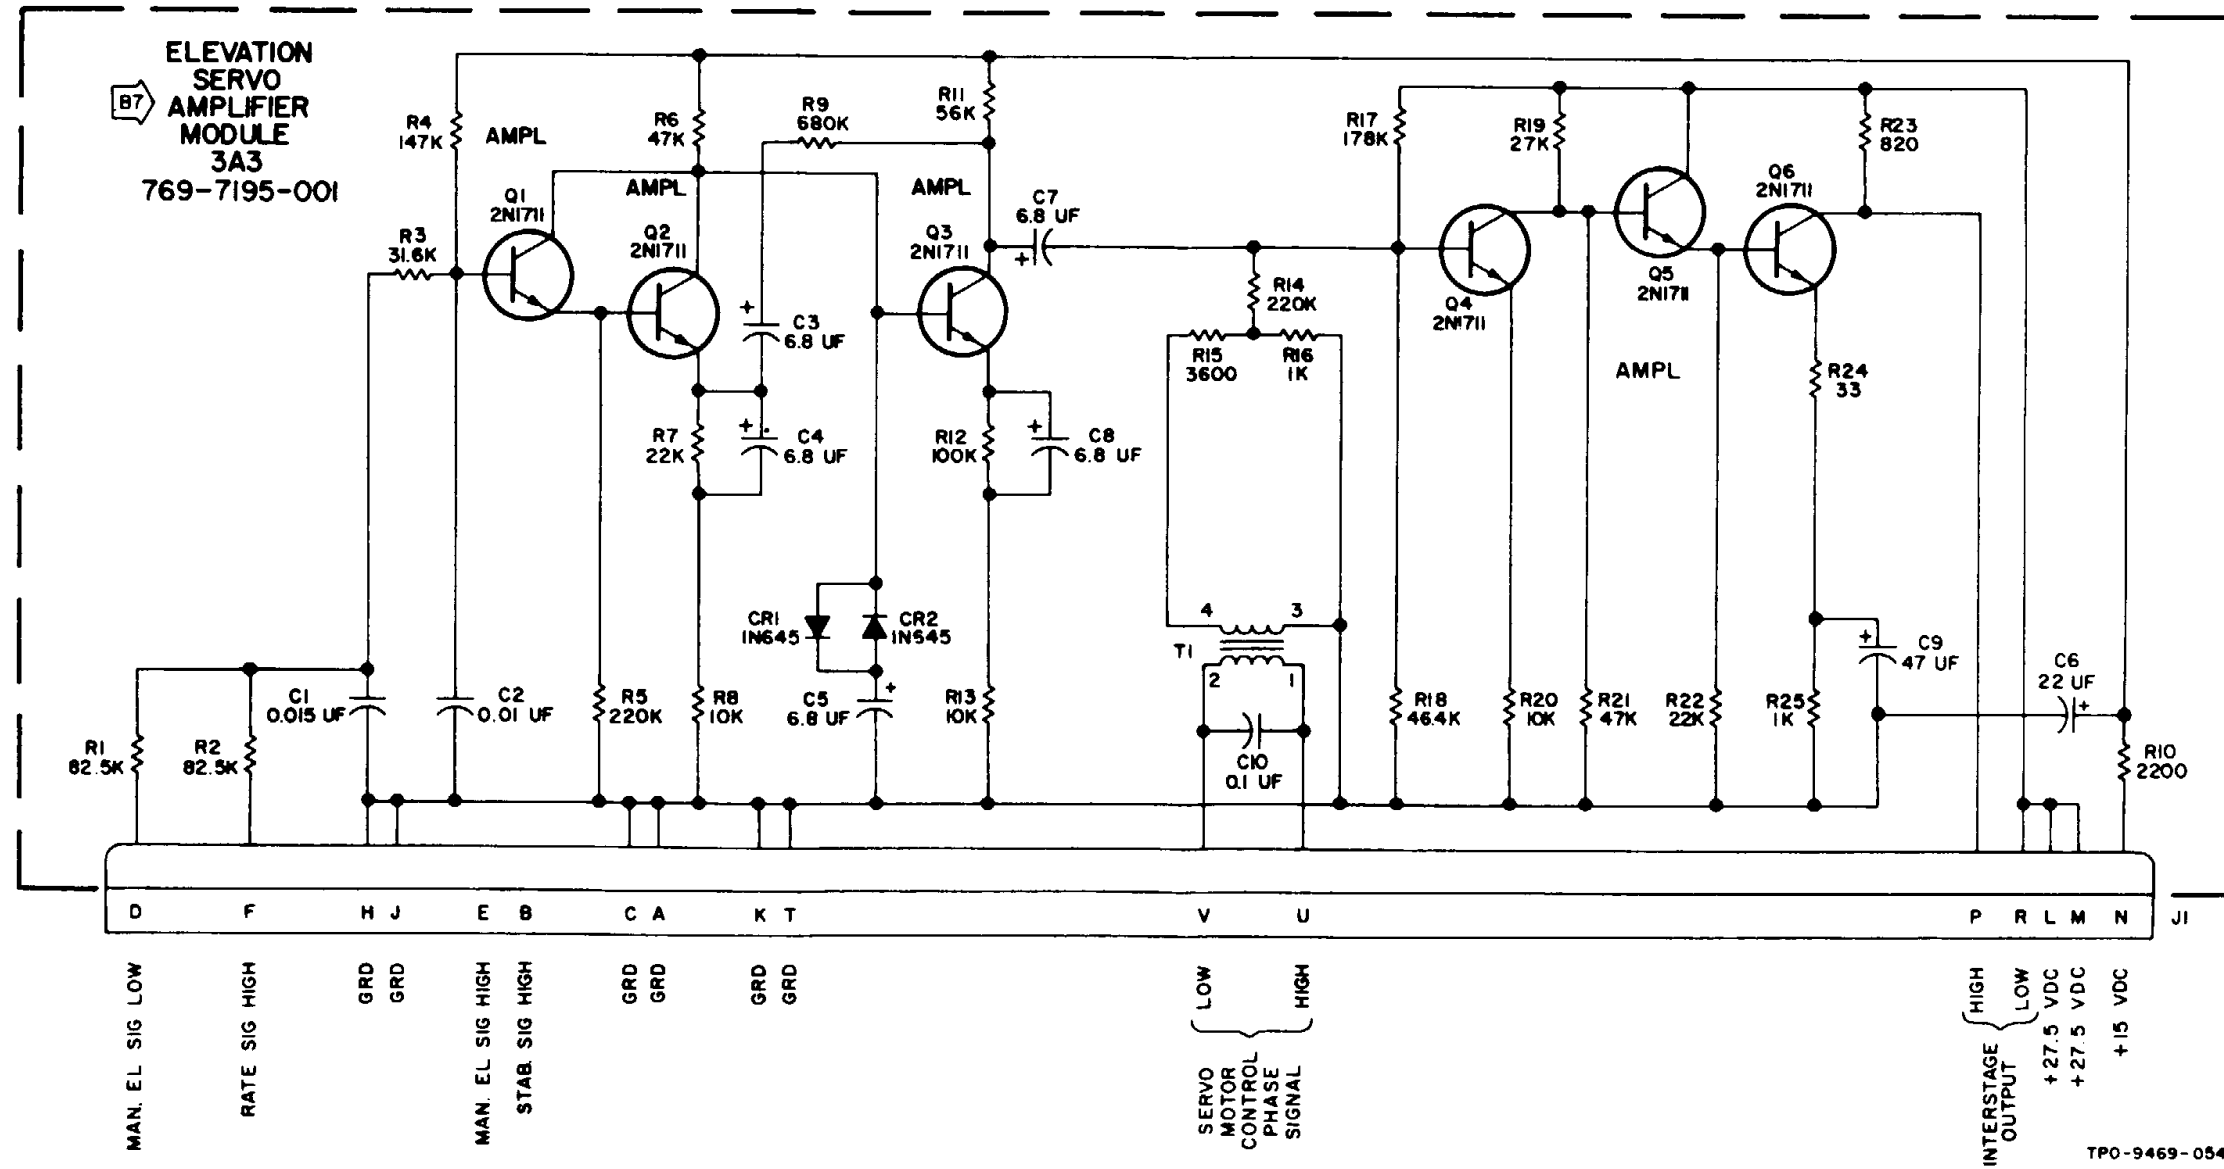 ELEVATION
SERVO
B7 AMPLIFIER
MODULE
3A3
769-7195-001
R4
147K
AMPL
R6
47K
R9
680K
R11
56K
AMPL
AMPL
Q1
2N1711
R3
31.6K
Q2
2N1711
Q3
2N1711
C7
6.8 UF
+
R17
178K
R19
27K
R23
820
Q6
2N1711
Q5
2N1711
Q4
2N1711
AMPL
R14
220K
R15
3600
R16
1K
R24
33
+
C3
6.8 UF
R7
22K
+
C4
6.8 UF
R12
100K
+
C8
6.8 UF
CR1
1N645
CR2
1N645
4 3
T1
2 1
C10
0.1 UF
+
C9
47 UF
C6
22 UF
+
R1
82.5K
R2
82.5K
C1
0.015 UF
C2
0.01 UF
R5
220K
R8
10K
C5
6.8 UF
+
R13
10K
R18
46.4K
R20
10K
R21
47K
R22
22K
R25
1K
R10
2200
D F H J E B C A K T V U P R L M N J1
MAN. EL SIG LOW
RATE SIG HIGH
GRD
GRD
MAN. EL SIG HIGH
STAB. SIG HIGH
GRD
GRD
GRD
GRD
LOW
HIGH
SERVO
MOTOR
CONTROL
PHASE
SIGNAL
HIGH
LOW
INTERSTAGE
OUTPUT
+27.5 VDC
+27.5 VDC
+15 VDC
TPO-9469-054